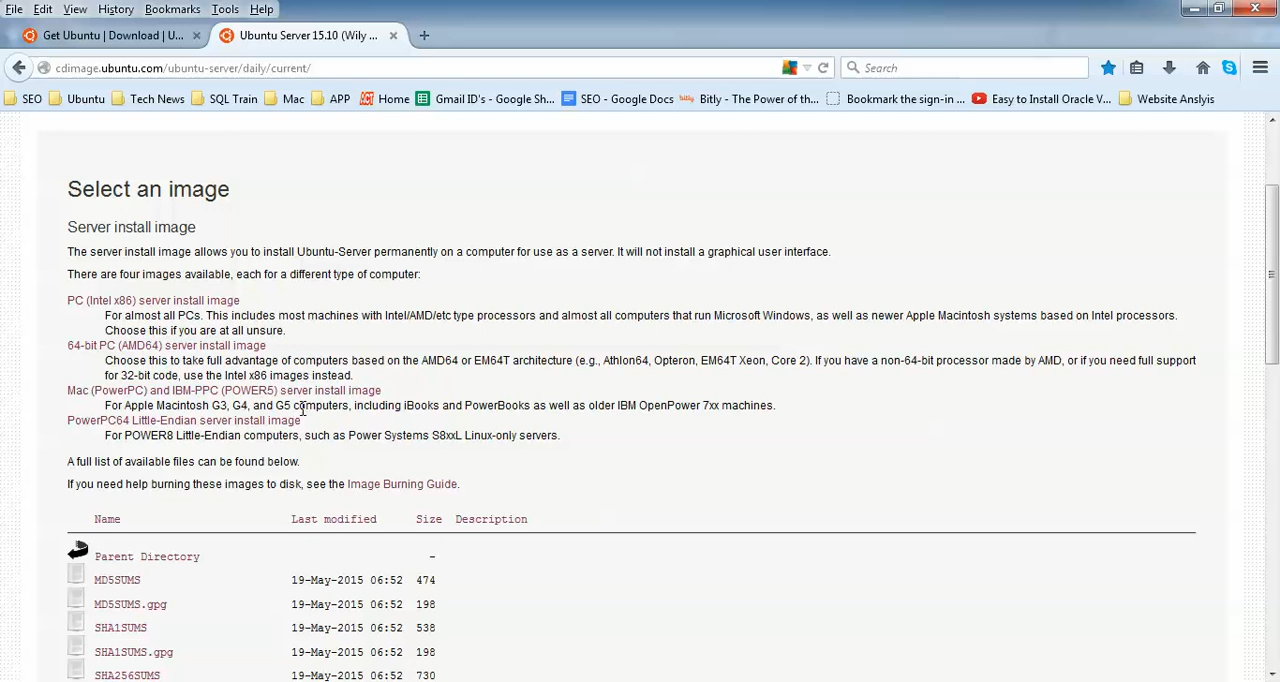 File Edit View History Bookmarks Tools Help
Get Ubuntu | Download | U... Ubuntu Server 15.10 (Wily ...
cdimage.ubuntu.com/ubuntu-server/daily/current/ Search
SEO Ubuntu Tech News SQL Train Mac APP Home Gmail ID's - Google Sh... SEO - Google Docs bitly Bitly - The Power of th... Bookmark the sign-in ... Easy to Install Oracle V... Website Anslyis
Select an image
Server install image
The server install image allows you to install Ubuntu-Server permanently on a computer for use as a server. It will not install a graphical user interface.
There are four images available, each for a different type of computer:
PC (Intel x86) server install image
For almost all PCs. This includes most machines with Intel/AMD/etc type processors and almost all computers that run Microsoft Windows, as well as newer Apple Macintosh systems based on Intel processors.
Choose this if you are at all unsure.
64-bit PC (AMD64) server install image
Choose this to take full advantage of computers based on the AMD64 or EM64T architecture (e.g., Athlon64, Opteron, EM64T Xeon, Core 2). If you have a non-64-bit processor made by AMD, or if you need full support
for 32-bit code, use the Intel x86 images instead.
Mac (PowerPC) and IBM-PPC (POWER5) server install image
For Apple Macintosh G3, G4, and G5 computers, including iBooks and PowerBooks as well as older IBM OpenPower 7xx machines.
PowerPC64 Little-Endian server install image
For POWER8 Little-Endian computers, such as Power Systems S8xxL Linux-only servers.
A full list of available files can be found below.
If you need help burning these images to disk, see the Image Burning Guide.
Name Last modified Size Description
Parent Directory -
MD5SUMS 19-May-2015 06:52 474
MD5SUMS.gpg 19-May-2015 06:52 198
SHA1SUMS 19-May-2015 06:52 538
SHA1SUMS.gpg 19-May-2015 06:52 198
SHA256SUMS 19-May-2015 06:52 730